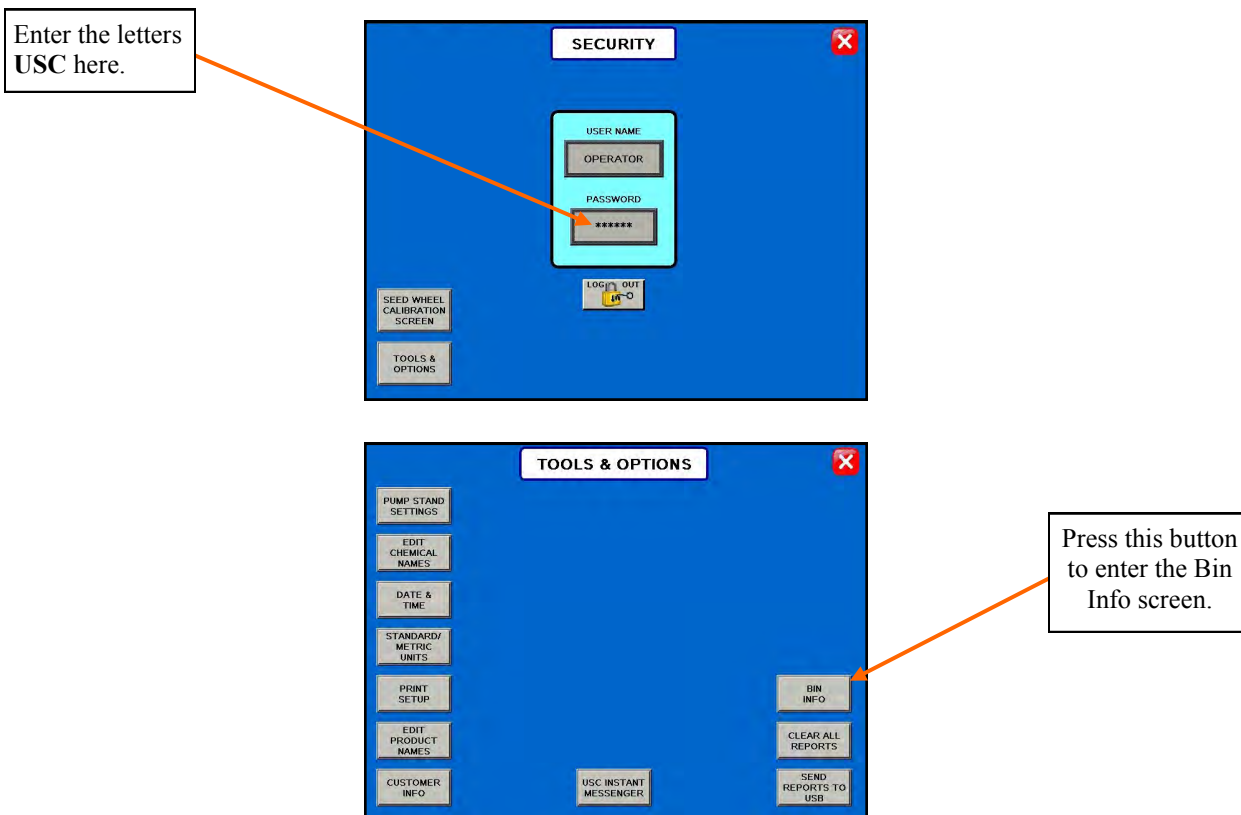 Enter the letters
USC here.
SECURITY
USER NAME
OPERATOR
PASSWORD
******
LOG OUT
SEED WHEEL
CALIBRATION
SCREEN
TOOLS &
OPTIONS
TOOLS & OPTIONS
PUMP STAND
SETTINGS
EDIT
CHEMICAL
NAMES
DATE &
TIME
STANDARD/
METRIC
UNITS
PRINT
SETUP
EDIT
PRODUCT
NAMES
CUSTOMER
INFO
USC INSTANT
MESSENGER
BIN
INFO
CLEAR ALL
REPORTS
SEND
REPORTS TO
USB
Press this button
to enter the Bin
Info screen.